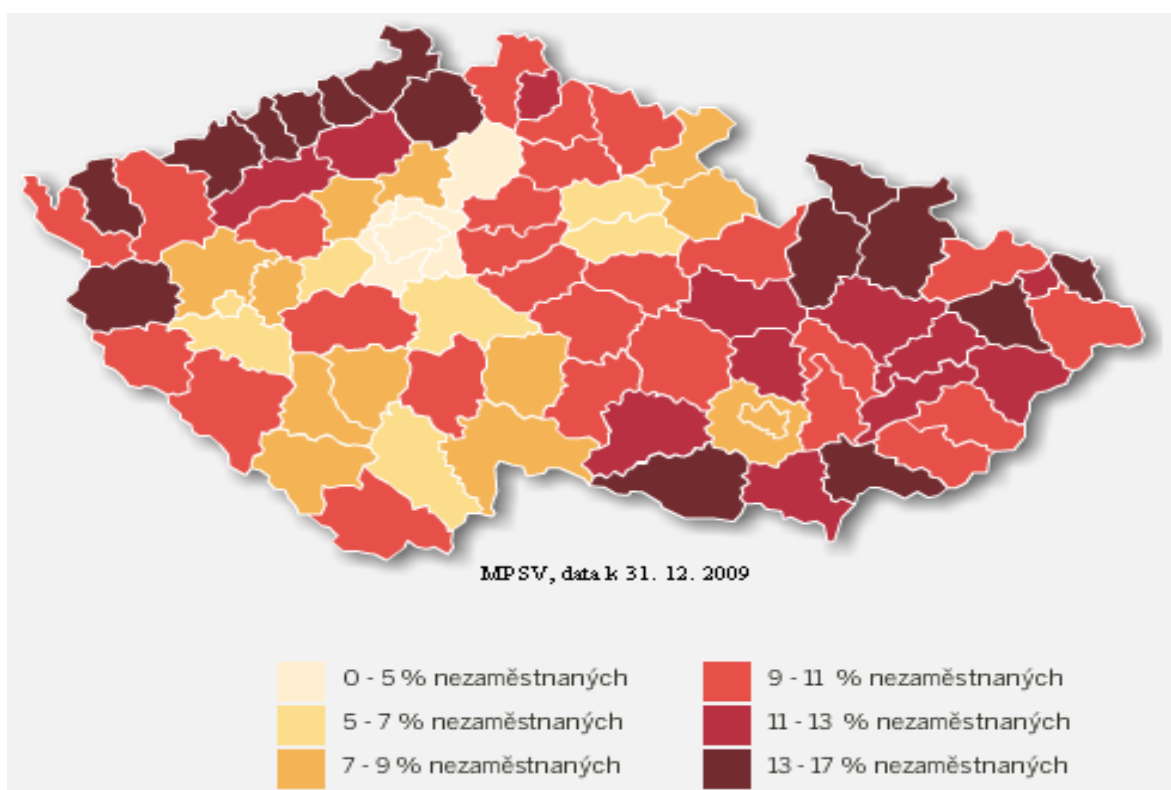 MPSV, data k 31. 12. 2009
0 - 5 % nezaměstnaných
5 - 7 % nezaměstnaných
7 - 9 % nezaměstnaných
9 - 11 % nezaměstnaných
11 - 13 % nezaměstnaných
13 - 17 % nezaměstnaných